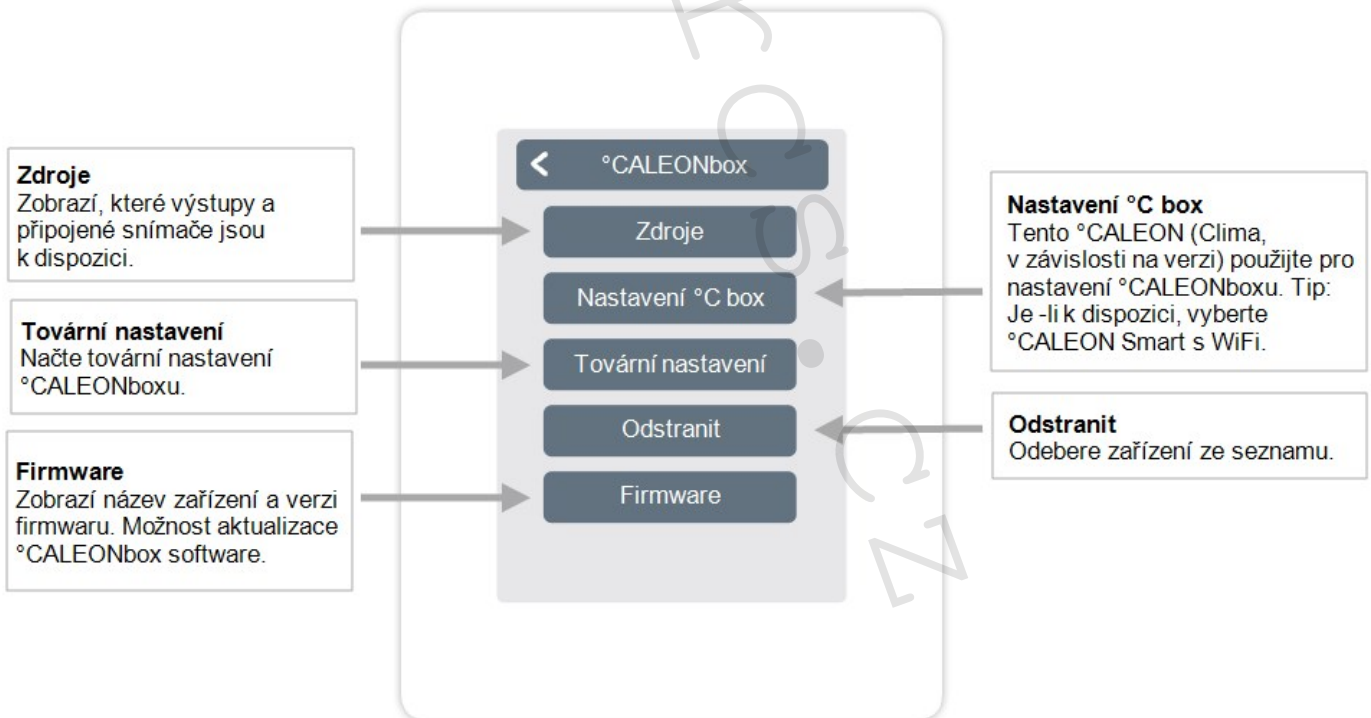 Zdroje
Zobrazí, které výstupy a
připojené snímače jsou
k dispozici.
Tovární nastavení
Načte tovární nastavení
°CALEONboxu.
Firmware
Zobrazí název zařízení a verzi
firmwaru. Možnost aktualizace
°CALEONbox software.
< °CALEONbox
Zdroje
Nastavení °C box
Tovární nastavení
Odstranit
Firmware
Nastavení °C box
Tento °CALEON (Clima,
v závislosti na verzi) použijte pro
nastavení °CALEONboxu. Tip:
Je -li k dispozici, vyberte
°CALEON Smart s WiFi.
Odstranit
Odebere zařízení ze seznamu.